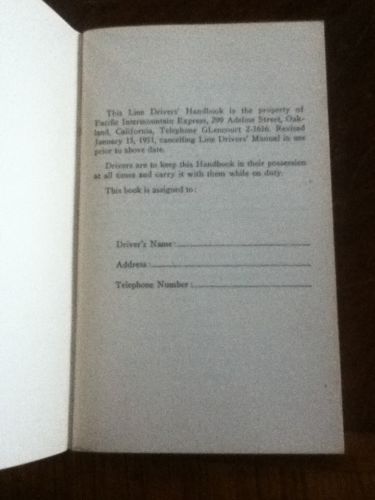 This Line Drivers' Handbook is the property of
Pacific Intermountain Express, 299 Adeline Street, Oak-
land, California, Telephone GLencourt 2-1616. Revised
January 15, 1951, cancelling Line Drivers' Manual in use
prior to above date.
Drivers are to keep this Handbook in their possession
at all times and carry it with them while on duty.
This book is assigned to:
Driver's Name:
Address:
Telephone Number: